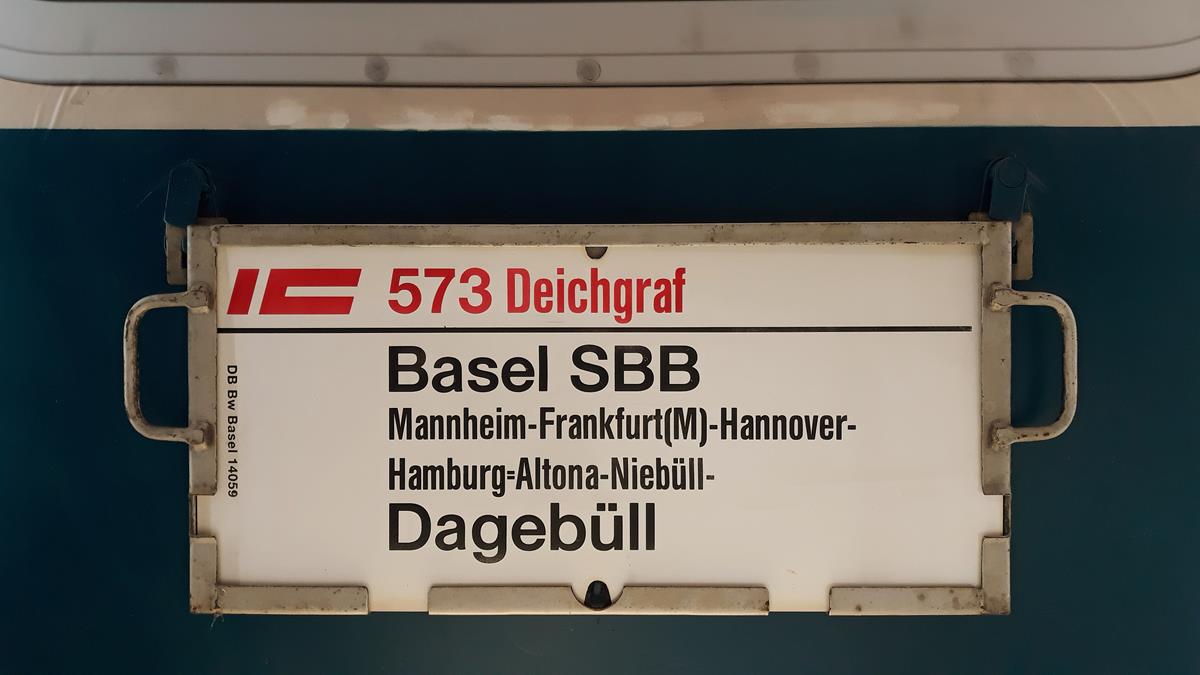 IC 573 Deichgraf
Basel SBB
Mannheim-Frankfurt(M)-Hannover-
Hamburg=Altona-Niebüll-
Dagebüll
DB Bw Basel 14059